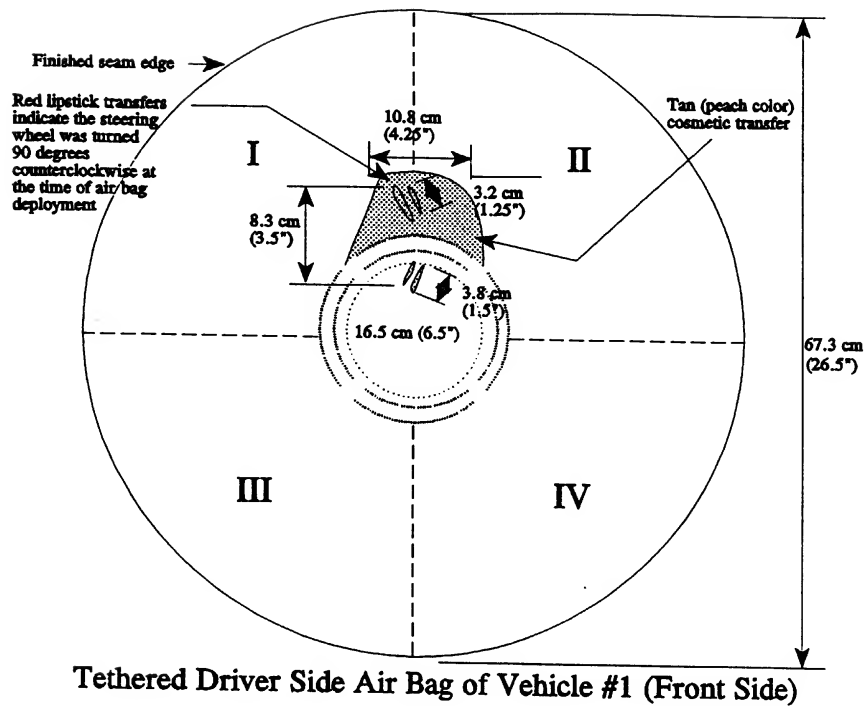 Finished seam edge
Red lipstick transfers
indicate the steering
wheel was turned
90 degrees
counterclockwise at
the time of air bag
deployment
10.8 cm
(4.25")
Tan (peach color)
cosmetic transfer
I
II
3.2 cm
(1.25")
8.3 cm
(3.5")
3.8 cm
(1.5")
16.5 cm (6.5")
67.3 cm
(26.5")
III
IV
Tethered Driver Side Air Bag of Vehicle #1 (Front Side)